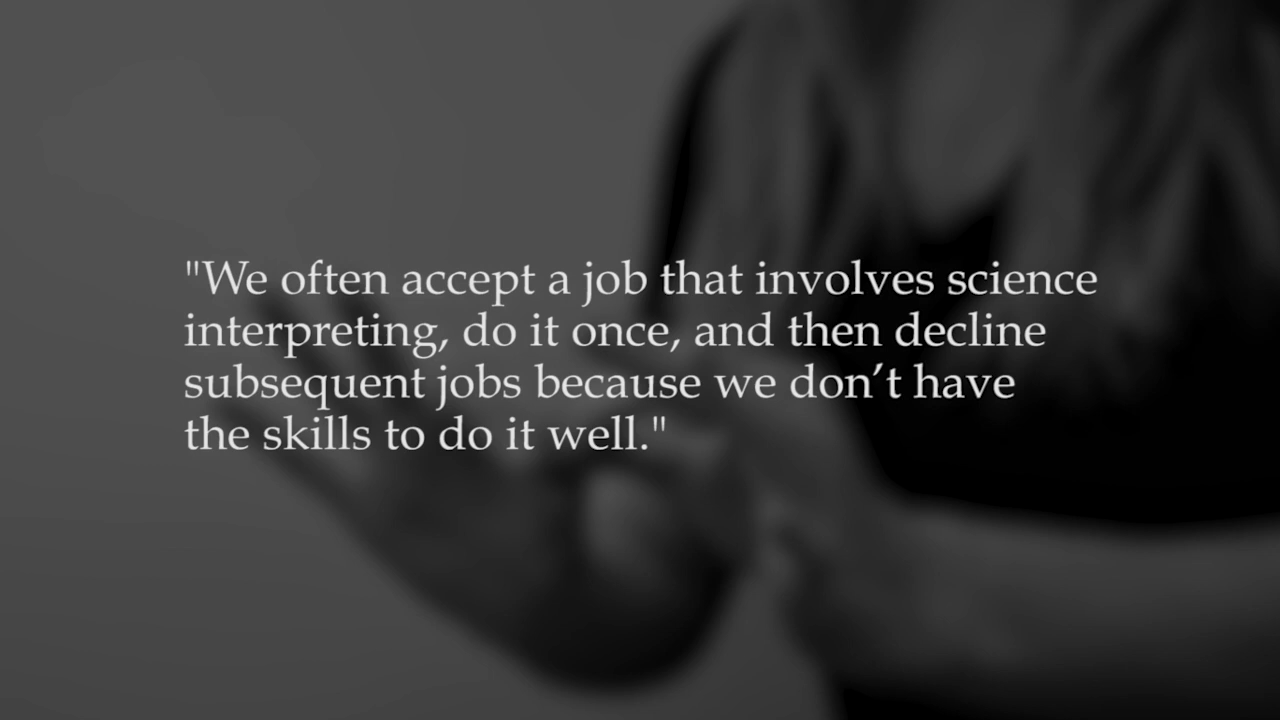 "We often accept a job that involves science
interpreting, do it once, and then decline
subsequent jobs because we don’t have
the skills to do it well."